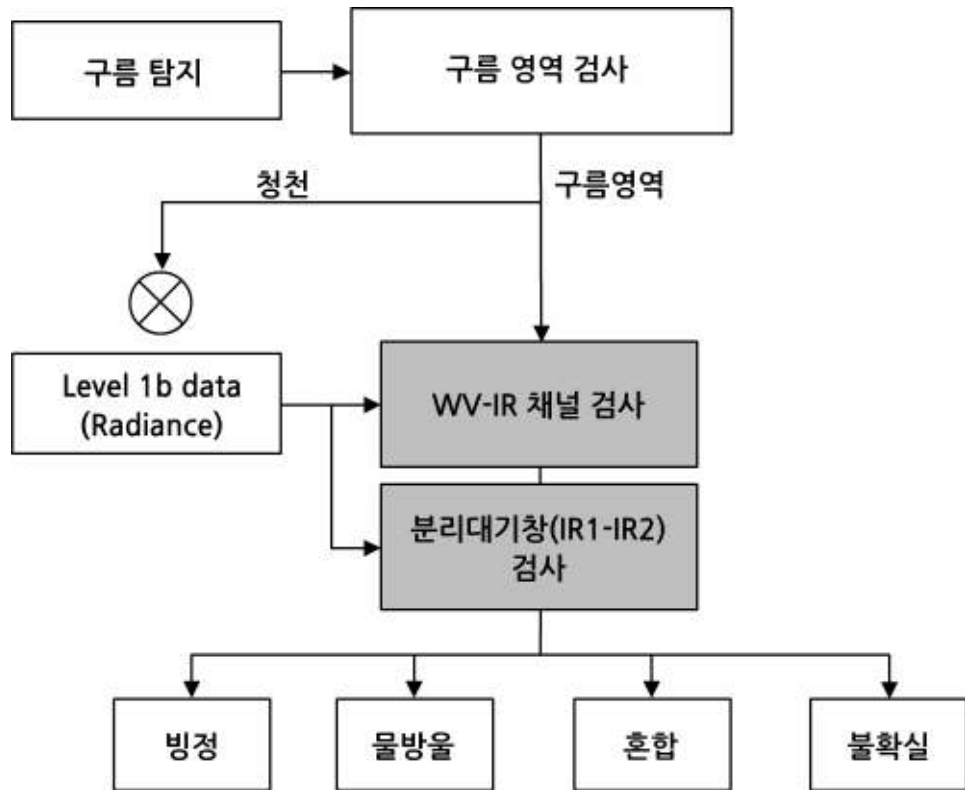 구름 탐지
구름 영역 검사
청천
구름영역
Level 1b data
(Radiance)
WV-IR 채널 검사
분리대기창(IR1-IR2)
검사
빙정
물방울
혼합
불확실